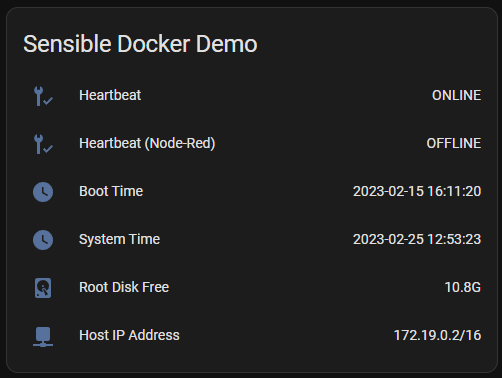 Sensible Docker Demo
Heartbeat ONLINE
Heartbeat (Node-Red) OFFLINE
Boot Time 2023-02-15 16:11:20
System Time 2023-02-25 12:53:23
Root Disk Free 10.8G
Host IP Address 172.19.0.2/16